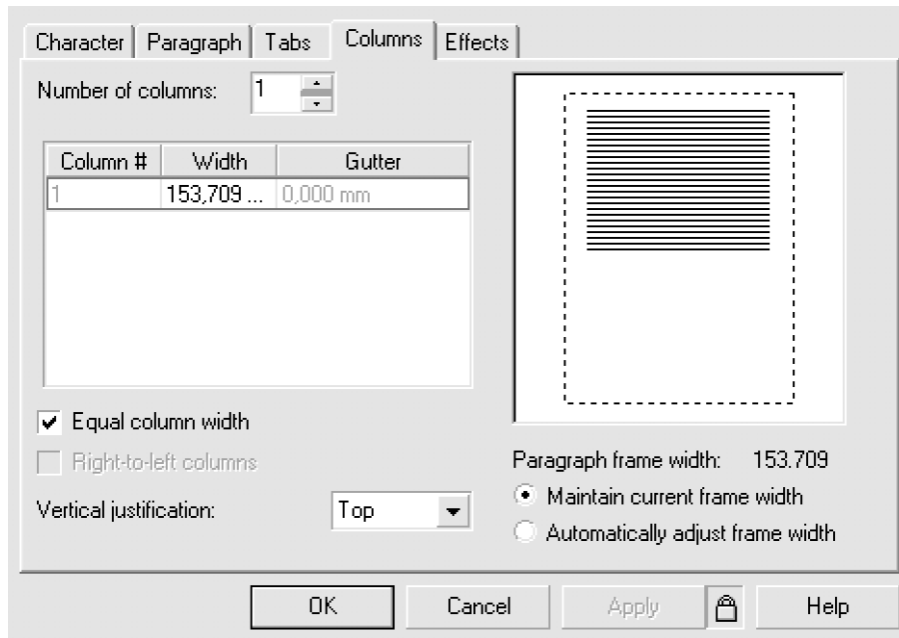 Character Paragraph Tabs Columns Effects
Number of columns: 1
Column # Width Gutter
1 153,709 ... 0,000 mm
Equal column width
Right-to-left columns
Vertical justification: Top
Paragraph frame width: 153.709
Maintain current frame width
Automatically adjust frame width
OK Cancel Apply Help